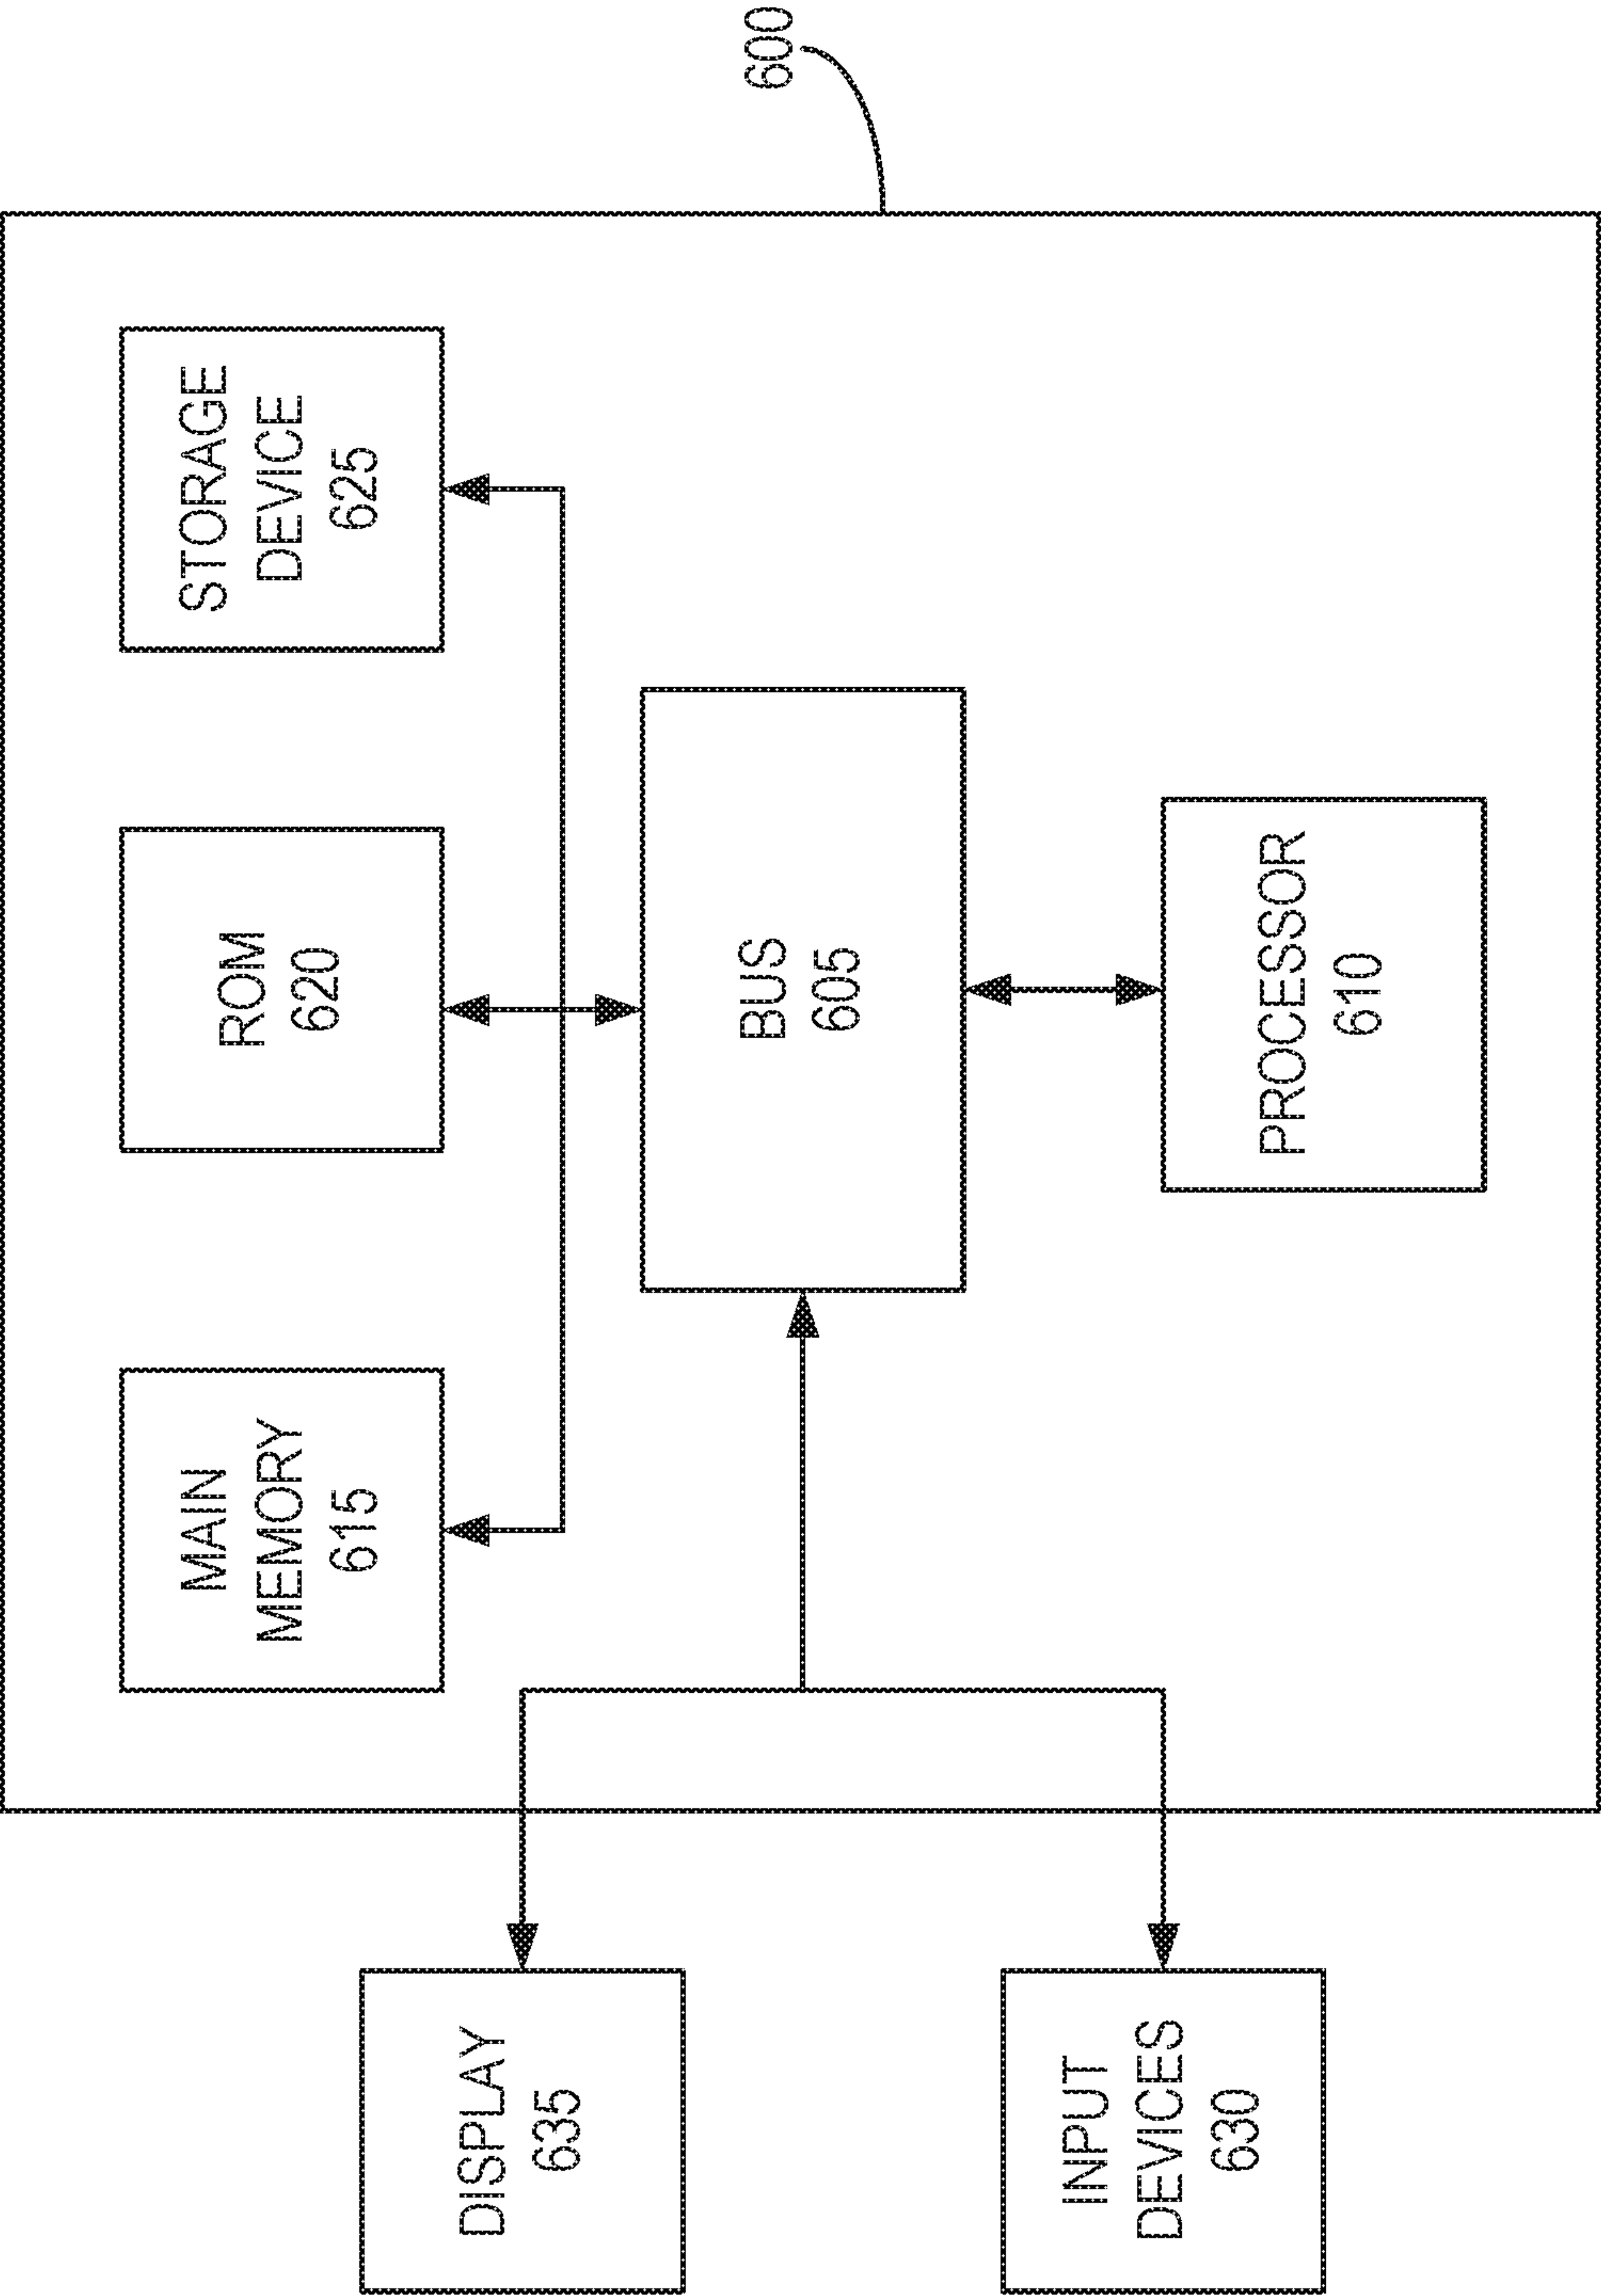 600
MAIN
MEMORY
615
ROM
620
STORAGE
DEVICE
625
DISPLAY
635
BUS
605
INPUT
DEVICES
630
PROCESSOR
610